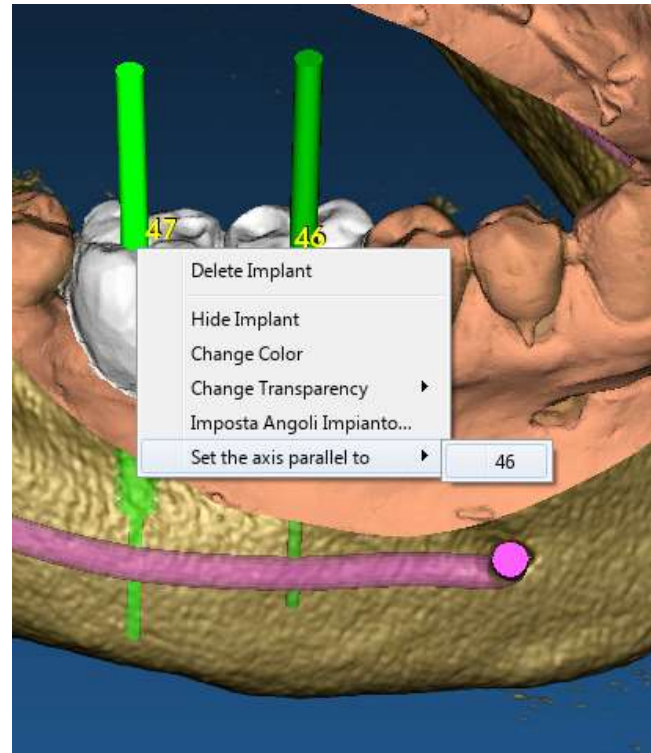 47
46
Delete Implant
Hide Implant
Change Color
Change Transparency
Imposta Angoli Impianto...
Set the axis parallel to
46